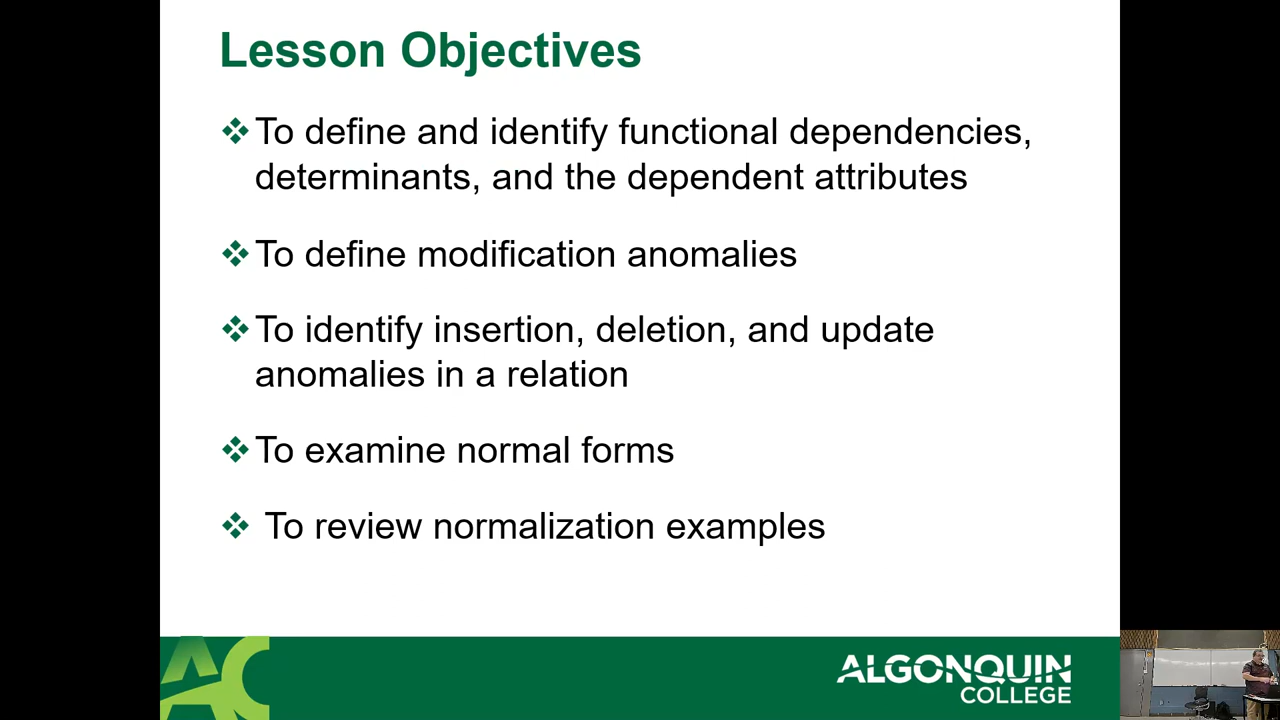 Lesson Objectives
To define and identify functional dependencies,
determinants, and the dependent attributes
To define modification anomalies
To identify insertion, deletion, and update
anomalies in a relation
To examine normal forms
To review normalization examples
AC
ALGONQUIN
COLLEGE